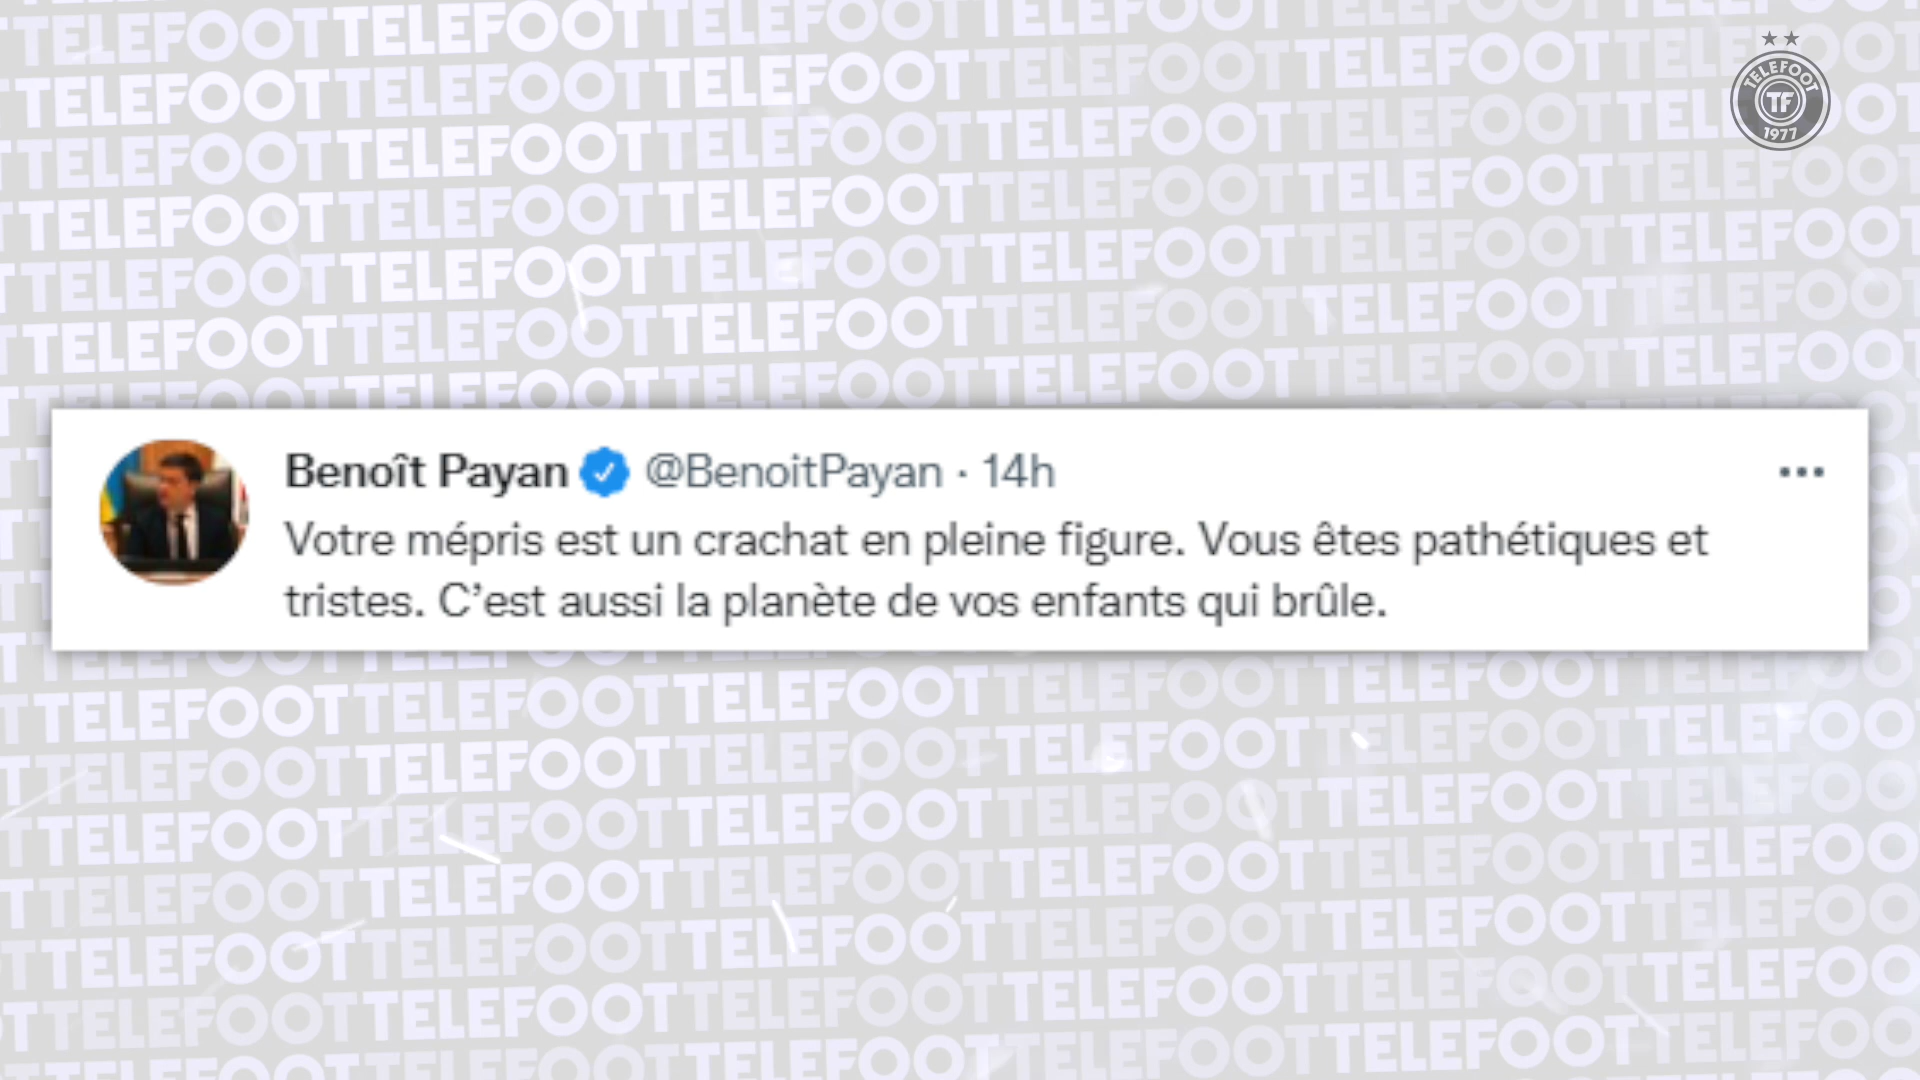 TELEFOOT
TF
1977
Benoît Payan @BenoitPayan · 14h
Votre mépris est un crachat en pleine figure. Vous êtes pathétiques et
tristes. C’est aussi la planète de vos enfants qui brûle.